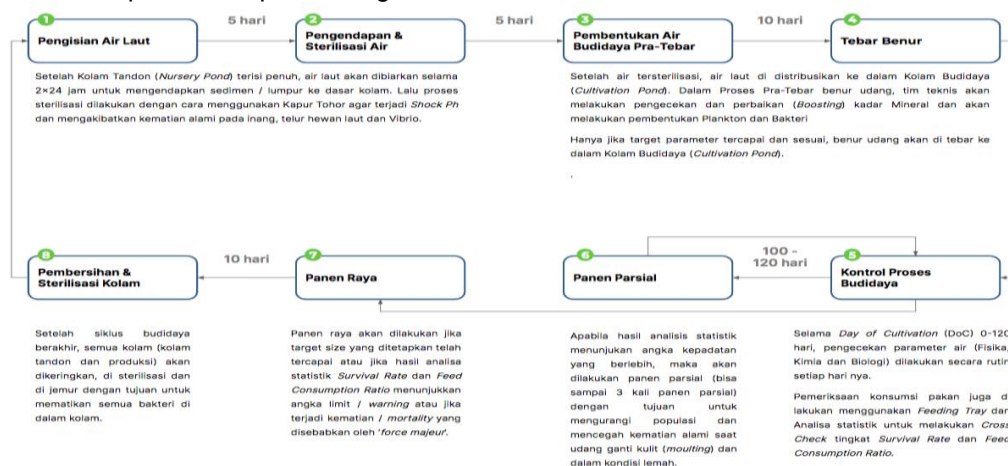 1
5 hari
2
5 hari
3
10 hari
4
Pengisian Air Laut
Pengendapan &
Sterilisasi Air
Pembentukan Air
Budidaya Pra-Tebar
Tebar Benur
Setelah Kolam Tandon (Nursery Pond) terisi penuh, air laut akan dibiarkan selama
2×24 jam untuk mengendapkan sedimen / lumpur ke dasar kolam. Lalu proses
sterilisasi dilakukan dengan cara menggunakan Kapur Tohor agar terjadi Shock Ph
dan mengakibatkan kematian alami pada inang, telur hewan laut dan Vibrio.
Setelah air tersterilisasi, air laut di distribusikan ke dalam Kolam Budidaya
(Cultivation Pond). Dalam Proses Pra-Tebar benur udang, tim teknis akan
melakukan pengecekan dan perbaikan (Boosting) kadar Mineral dan akan
melakukan pembentukan Plankton dan Bakteri
Hanya jika target parameter tercapai dan sesuai, benur udang akan di tebar ke
dalam Kolam Budidaya (Cultivation Pond).
.
8
Pembersihan &
Sterilisasi Kolam
10 hari
7
Panen Raya
6
Panen Parsial
100 -
120 hari
5
Kontrol Proses
Budidaya
Setelah siklus budidaya
berakhir, semua kolam (kolam
tandon dan produksi) akan
dikeringkan, di sterilisasi dan
di jemur dengan tujuan untuk
mematikan semua bakteri di
dalam kolam.
Panen raya akan dilakukan jika
target size yang ditetapkan telah
tercapai atau jika hasil analisa
statistik Survival Rate dan Feed
Consumption Ratio menunjukkan
angka limit / warning atau jika
terjadi kematian / mortality yang
disebabkan oleh 'force majeur'.
Apabila hasil analisis statistik
menunjukan angka kepadatan
yang berlebih, maka akan
dilakukan panen parsial (bisa
sampai 3 kali panen parsial)
dengan tujuan untuk
mengurangi populasi dan
mencegah kematian alami saat
udang ganti kulit (moulting) dan
dalam kondisi lemah.
Selama Day of Cultivation (DoC) 0-120
hari, pengecekan parameter air (Fisika,
Kimia dan Biologi) dilakukan secara rutin
setiap hari nya.
Pemeriksaan konsumsi pakan juga di
lakukan menggunakan Feeding Tray dan
Analisa statistik untuk melakukan Cross
Check tingkat Survival Rate dan Feed
Consumption Ratio.